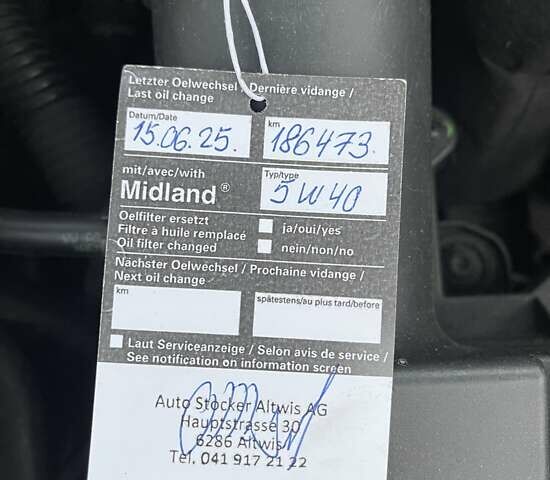 Letzter Oelwechsel / Dernière vidange /
Last oil change
Datum/Date
15.06.25.
km
186473.
mit/avec/with
Midland®
Typ/type
5W40
Oelfilter ersetzt
Filtre à huile remplacé
Oil filter changed
ja/oui/yes
nein/non/no
Nächster Oelwechsel / Prochaine vidange /
Next oil change
km
spätestens/au plus tard/before
Laut Serviceanzeige / Selon avis de service /
See notification on information screen
Auto Stocker Altwis AG
Hauptstrasse 30
6286 Altwis
Tel. 041 917 21 22